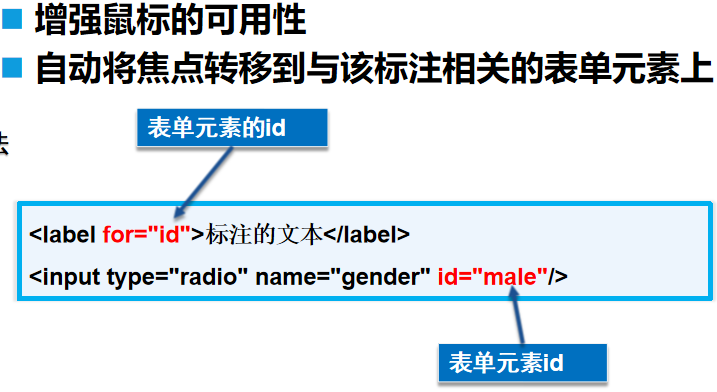 增强鼠标的可用性
自动将焦点转移到与该标注相关的表单元素上
表单元素的id
法
<label for="id">标注的文本</label>
<input type="radio" name="gender" id="male"/>
表单元素id